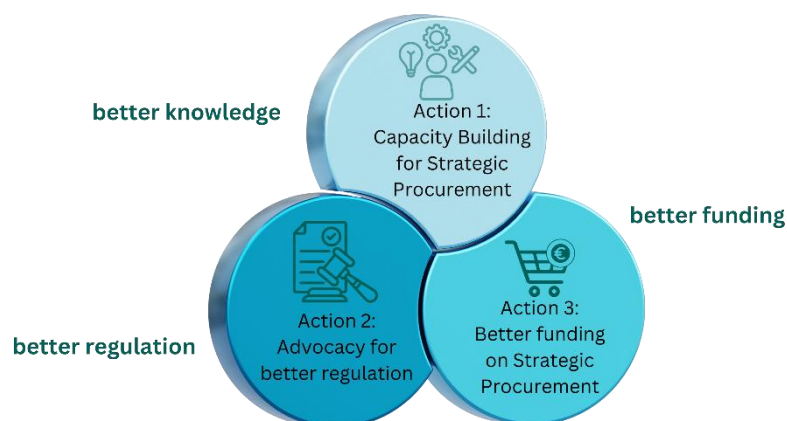 better knowledge
Action 1:
Capacity Building
for Strategic
Procurement
better funding
better regulation
Action 2:
Advocacy for
better regulation
€
Action 3:
Better funding
on Strategic
Procurement